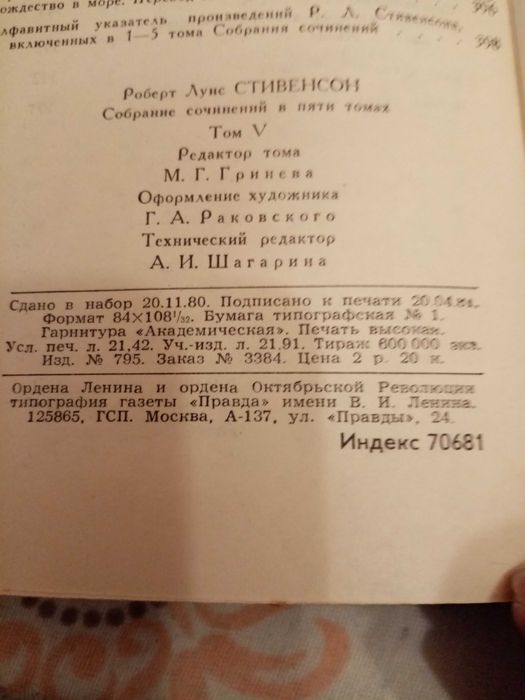 ождество в море.
лфавитный указатель произведений Р. Л. Стивенсона,
включенных в 1—5 тома Собрания сочинений . . 398
Роберт Луис СТИВЕНСОН
Собрание сочинений в пяти томах
Том V
Редактор тома
М. Г. Гринева
Оформление художника
Г. А. Раковского
Технический редактор
А. И. Шагарина
Сдано в набор 20.11.80. Подписано к печати 20.04.81.
Формат 84×108¹/₃₂. Бумага типографская № 1.
Гарнитура «Академическая». Печать высокая.
Усл. печ. л. 21,42. Уч.-изд. л. 21,91. Тираж 600 000 экз.
Изд. № 795. Заказ № 3384. Цена 2 р. 20 к.
Ордена Ленина и ордена Октябрьской Революции
типография газеты «Правда» имени В. И. Ленина.
125865, ГСП. Москва, А-137, ул. «Правды», 24.
Индекс 70681